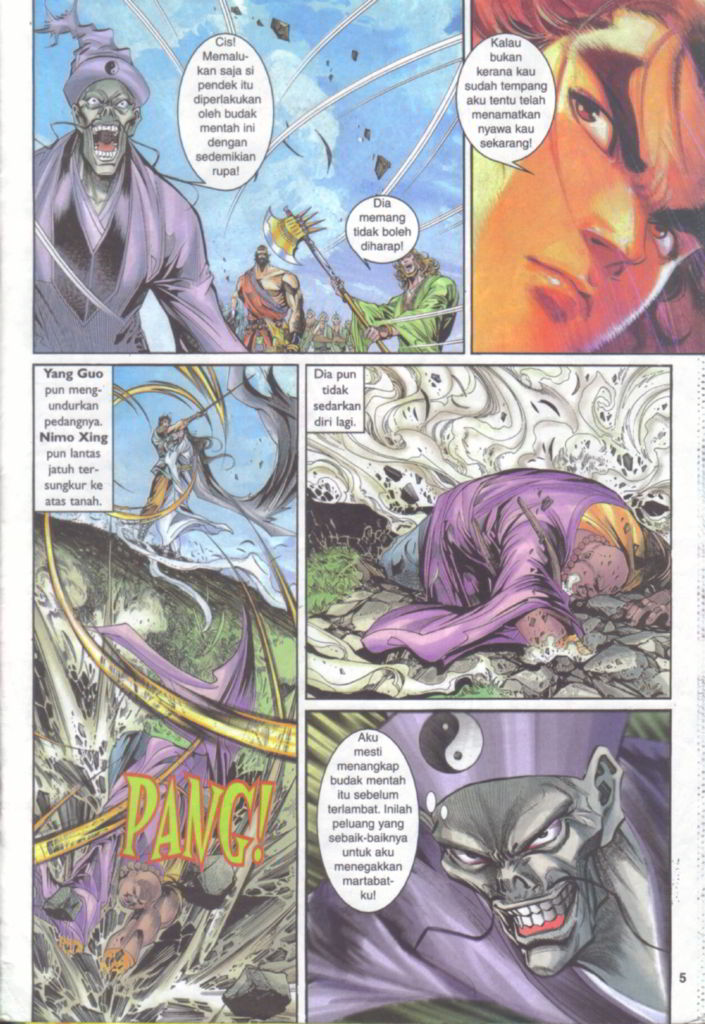 Cis!
Memalu-
kan saja si
pendek itu
diperlakukan
oleh budak
mentah ini
dengan
sedemikian
rupa!
Dia
memang
tidak boleh
diharap!
Kalau
bukan
kerana kau
sudah tempang
aku tentu telah
menamatkan
nyawa kau
sekarang!
Yang Guo
pun meng-
undurkan
pedangnya.
Nimo Xing
pun lantas
jatuh ter-
sungkur ke
atas tanah.
PANG!
Dia pun
tidak
sedarkan
diri lagi.
Aku
mesti
menangkap
budak mentah
itu sebelum
terlambat. Inilah
peluang yang
sebaik-baiknya
untuk aku
menegakkan
martabat-
ku!
5